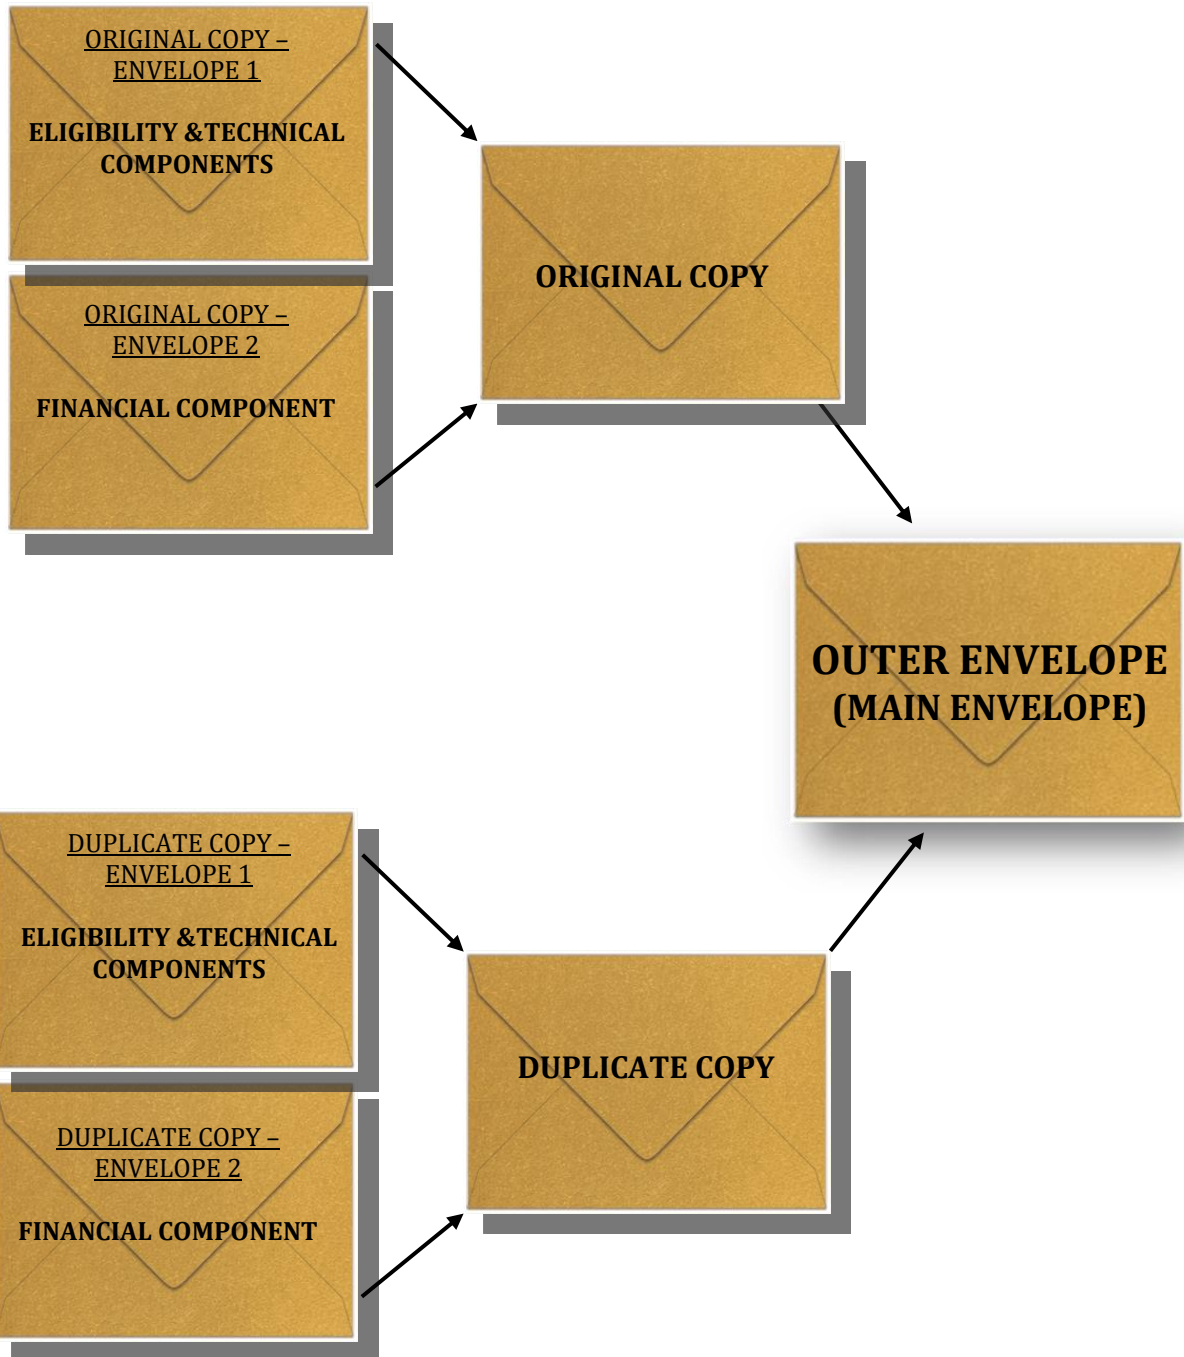 ORIGINAL COPY –
ENVELOPE 1
ELIGIBILITY &TECHNICAL
COMPONENTS
ORIGINAL COPY –
ENVELOPE 2
FINANCIAL COMPONENT
ORIGINAL COPY
OUTER ENVELOPE
(MAIN ENVELOPE)
DUPLICATE COPY –
ENVELOPE 1
ELIGIBILITY &TECHNICAL
COMPONENTS
DUPLICATE COPY –
ENVELOPE 2
FINANCIAL COMPONENT
DUPLICATE COPY